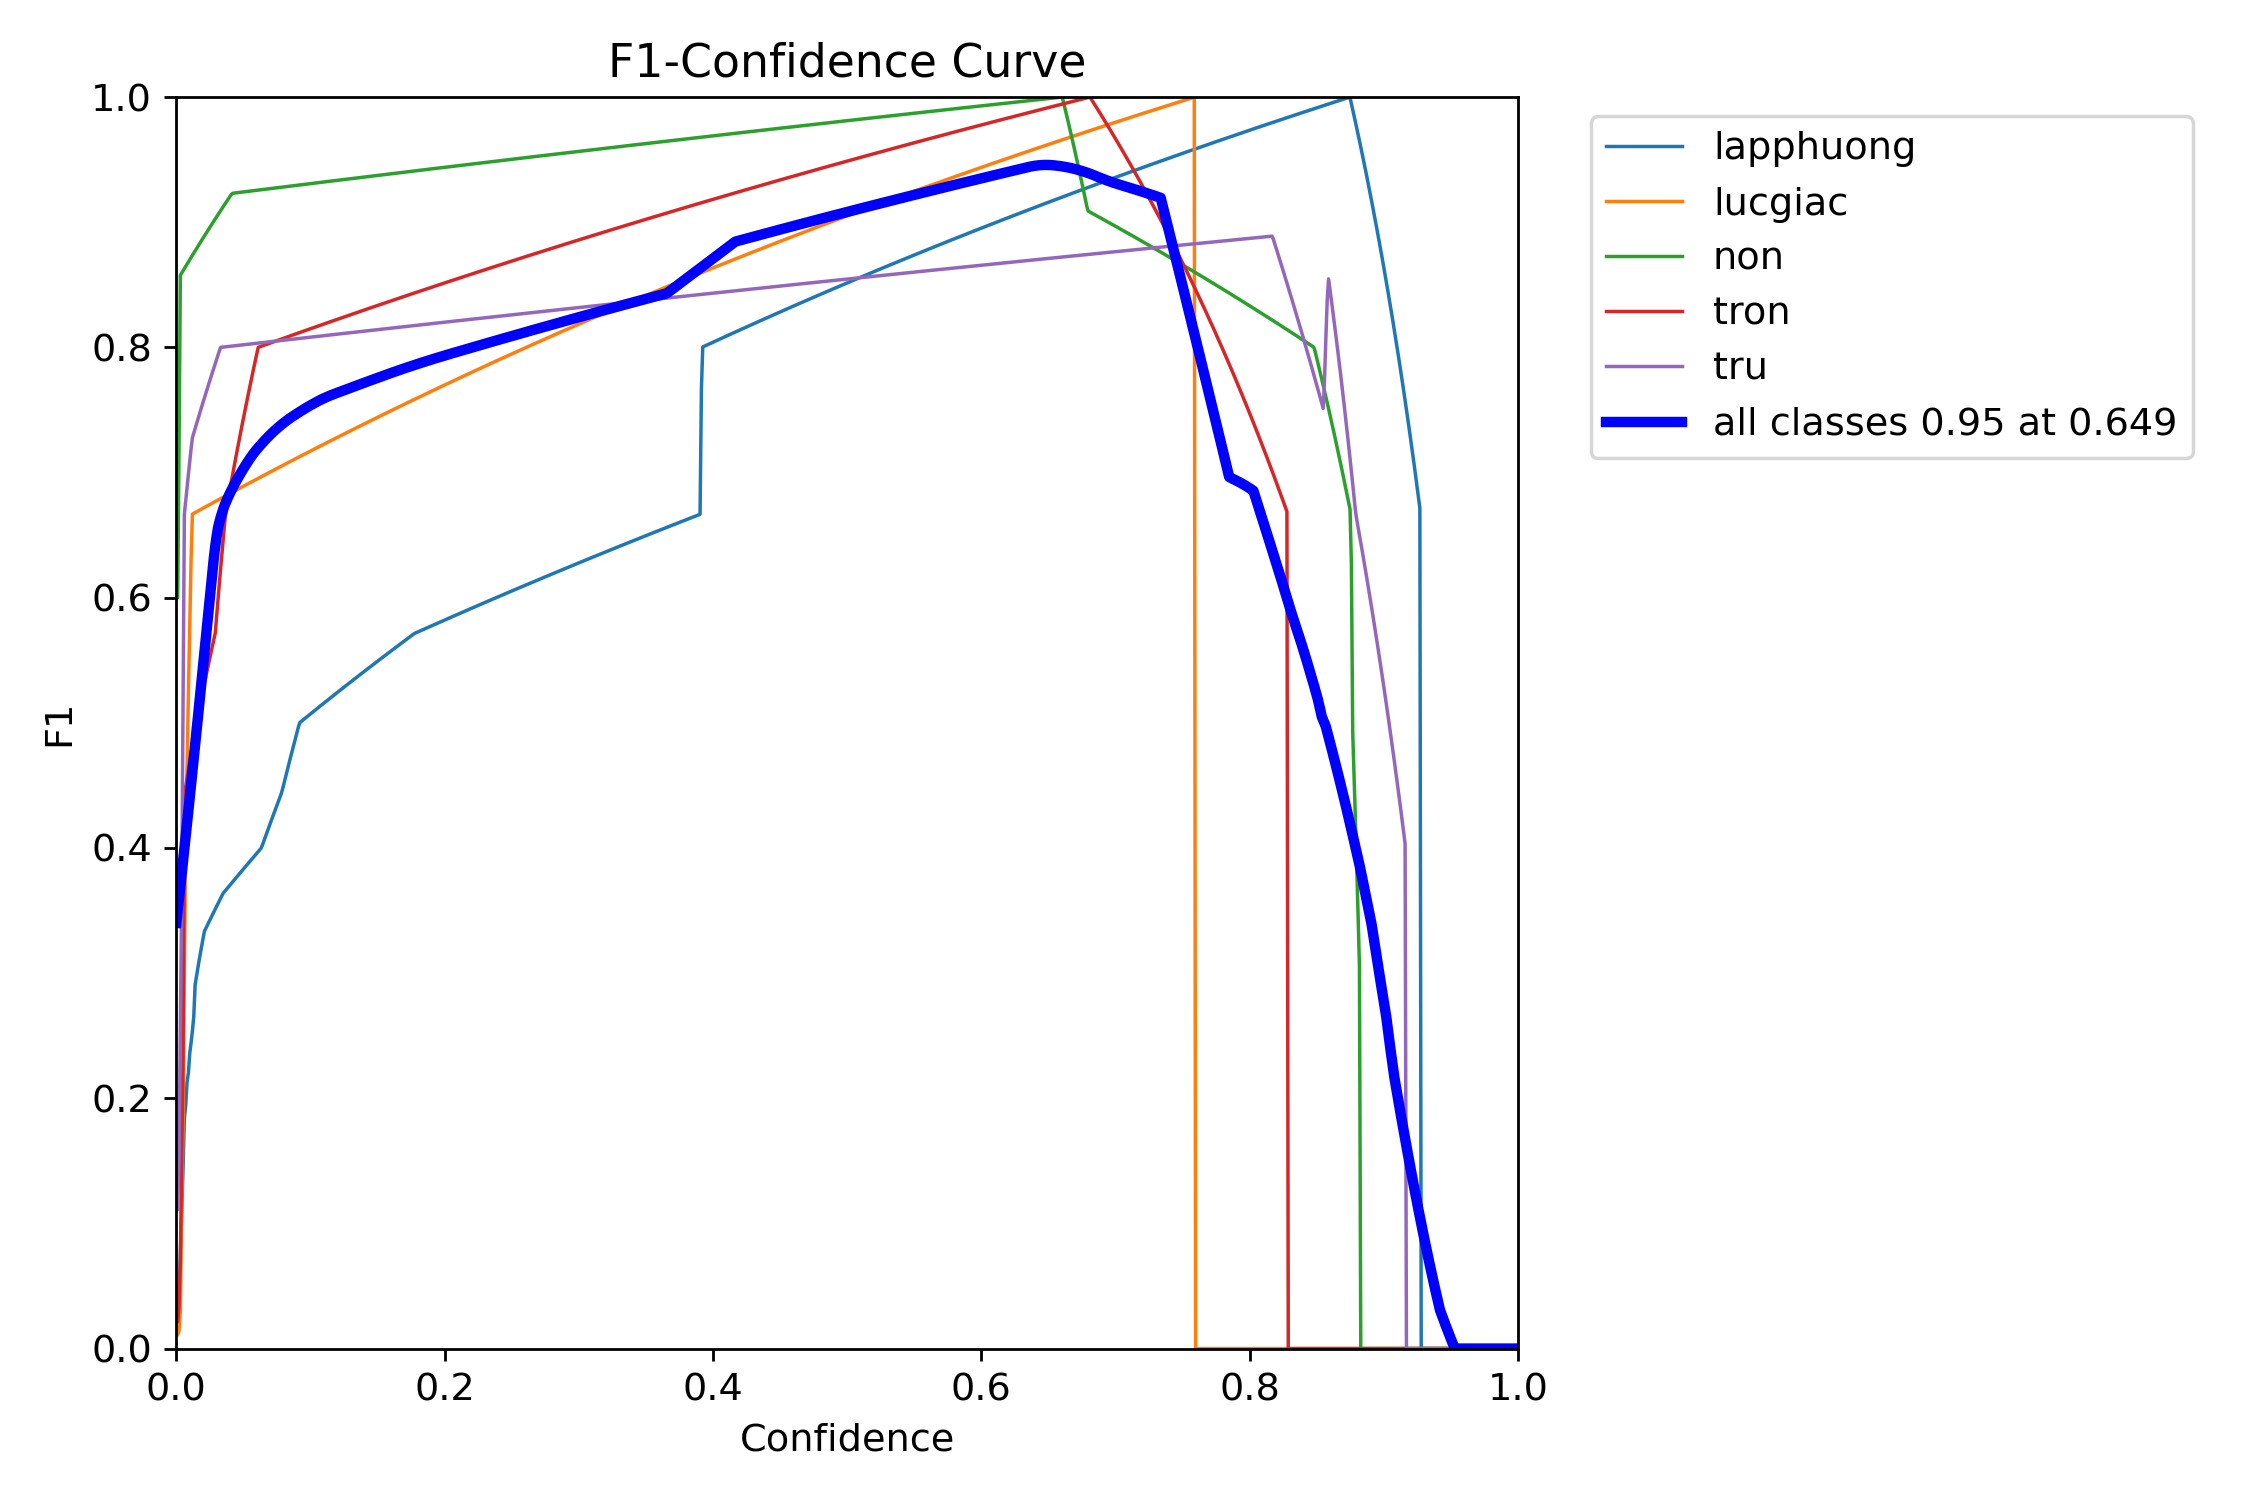 F1-Confidence Curve
1.0
0.8
0.6
0.4
0.2
0.0
F1
0.0 0.2 0.4 0.6 0.8 1.0
Confidence
lapphuong
lucgiac
non
tron
tru
all classes 0.95 at 0.649